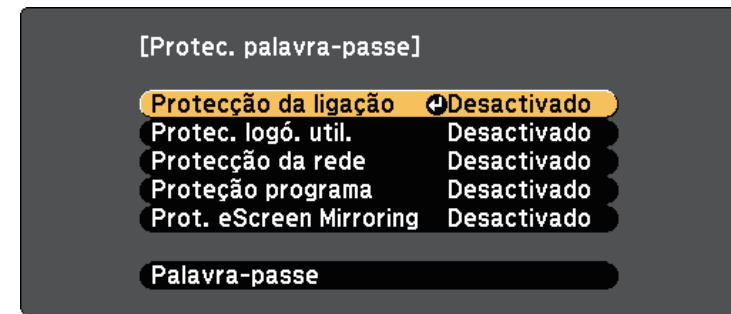 [Protec. palavra-passe]
Protecção da ligação Desactivado
Protec. logó. util. Desactivado
Protecção da rede Desactivado
Proteção programa Desactivado
Prot. eScreen Mirroring Desactivado
Palavra-passe